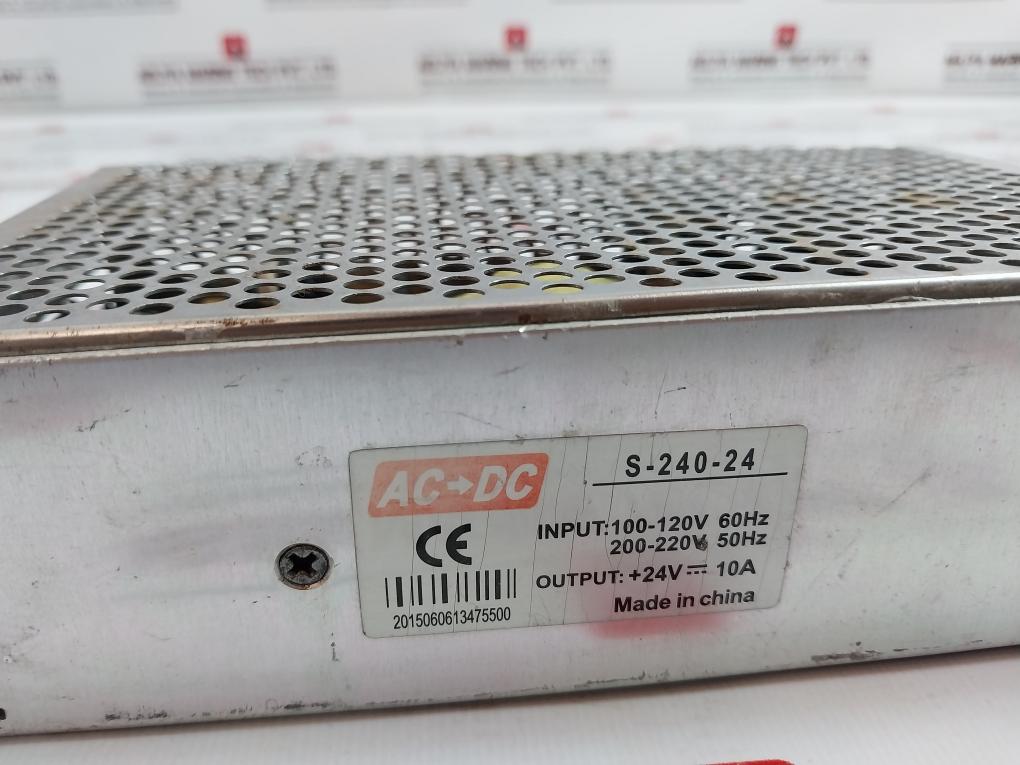 AC→DC
S-240-24
CE
INPUT:100-120V 60Hz
200-220V 50Hz
OUTPUT: +24V⎓ 10A
Made in china
2015060613475500